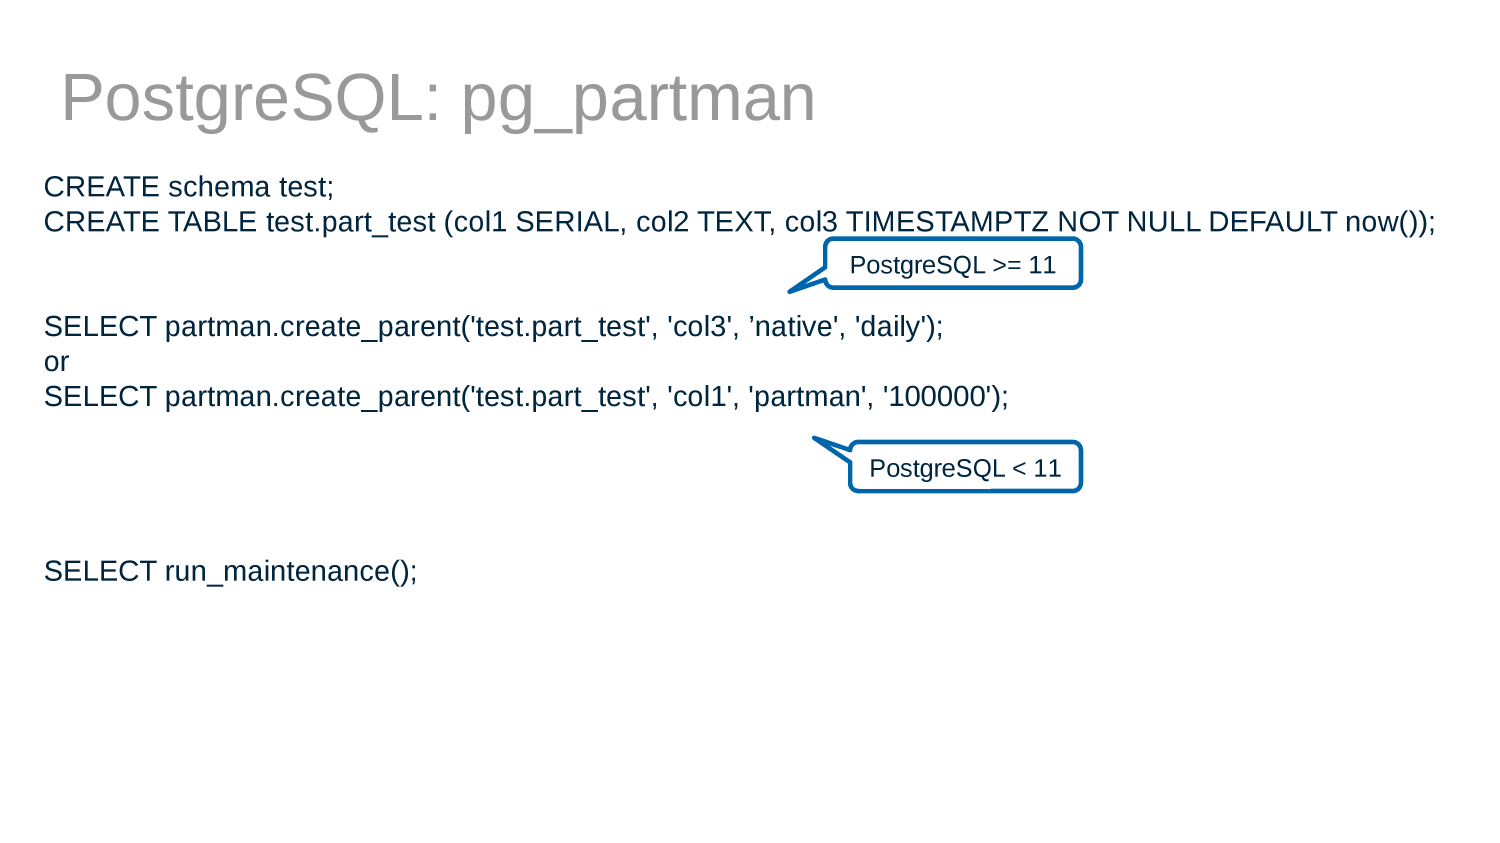 PostgreSQL: pg_partman
CREATE schema test;
CREATE TABLE test.part_test (col1 SERIAL, col2 TEXT, col3 TIMESTAMPTZ NOT NULL DEFAULT now());
PostgreSQL >= 11
SELECT partman.create_parent('test.part_test', 'col3', ’native', 'daily');
or
SELECT partman.create_parent('test.part_test', 'col1', 'partman', '100000');
PostgreSQL < 11
SELECT run_maintenance();